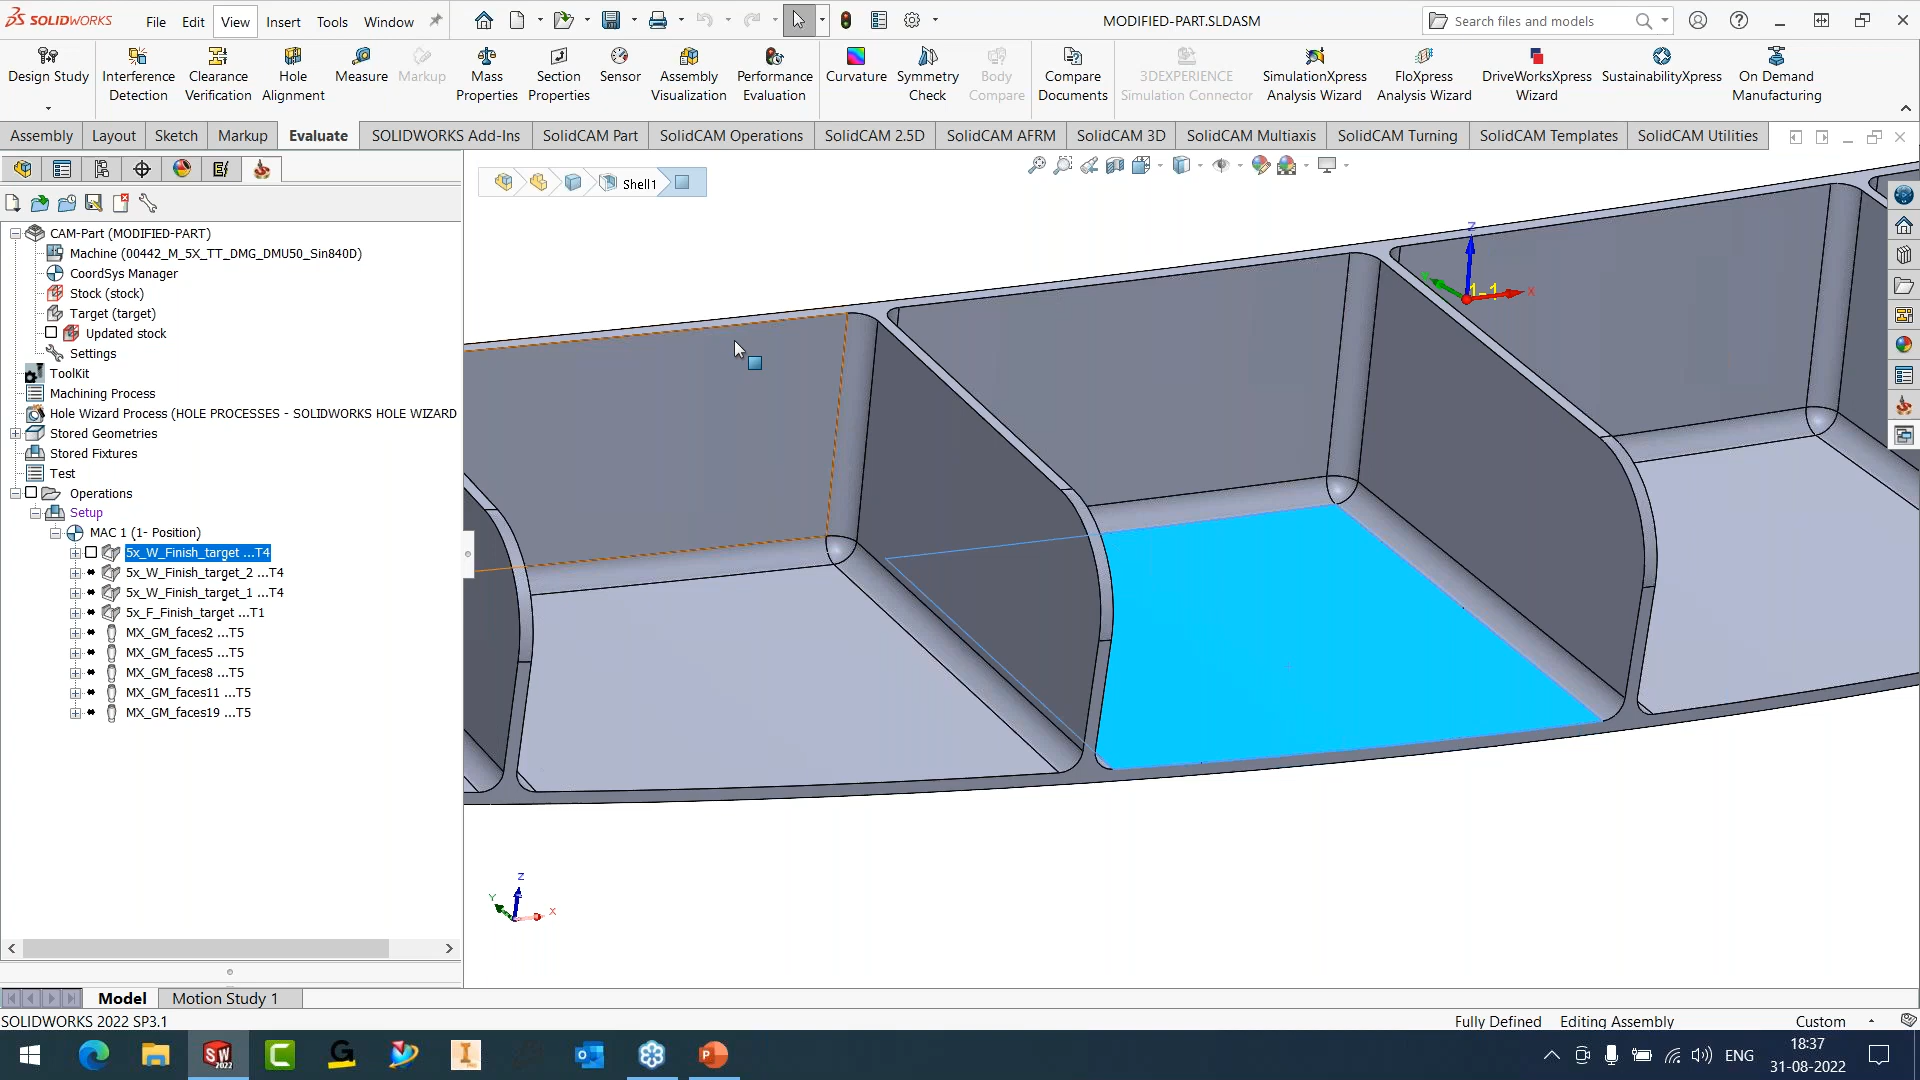 SOLIDWORKS File Edit View Insert Tools Window MODIFIED-PART.SLDASM Search files and models
Design Study Interference Detection Clearance Verification Hole Alignment Measure Markup Mass Properties Section Properties Sensor Assembly Visualization Performance Evaluation Curvature Symmetry Check Body Compare Compare Documents 3DEXPERIENCE Simulation Connector SimulationXpress Analysis Wizard FloXpress Analysis Wizard DriveWorksXpress Wizard SustainabilityXpress On Demand Manufacturing
Assembly Layout Sketch Markup Evaluate SOLIDWORKS Add-Ins SolidCAM Part SolidCAM Operations SolidCAM 2.5D SolidCAM AFRM SolidCAM 3D SolidCAM Multiaxis SolidCAM Turning SolidCAM Templates SolidCAM Utilities
Shell1
CAM-Part (MODIFIED-PART)
Machine (00442_M_5X_TT_DMG_DMU50_Sin840D)
CoordSys Manager
Stock (stock)
Target (target)
Updated stock
Settings
ToolKit
Machining Process
Hole Wizard Process (HOLE PROCESSES - SOLIDWORKS HOLE WIZARD
Stored Geometries
Stored Fixtures
Test
Operations
Setup
MAC 1 (1- Position)
5x_W_Finish_target ...T4
5x_W_Finish_target_2 ...T4
5x_W_Finish_target_1 ...T4
5x_F_Finish_target ...T1
MX_GM_faces2 ...T5
MX_GM_faces5 ...T5
MX_GM_faces8 ...T5
MX_GM_faces11 ...T5
MX_GM_faces19 ...T5
Z
1-1
X
Z
Y
X
Model Motion Study 1
SOLIDWORKS 2022 SP3.1 Fully Defined Editing Assembly Custom
ENG 18:37
31-08-2022